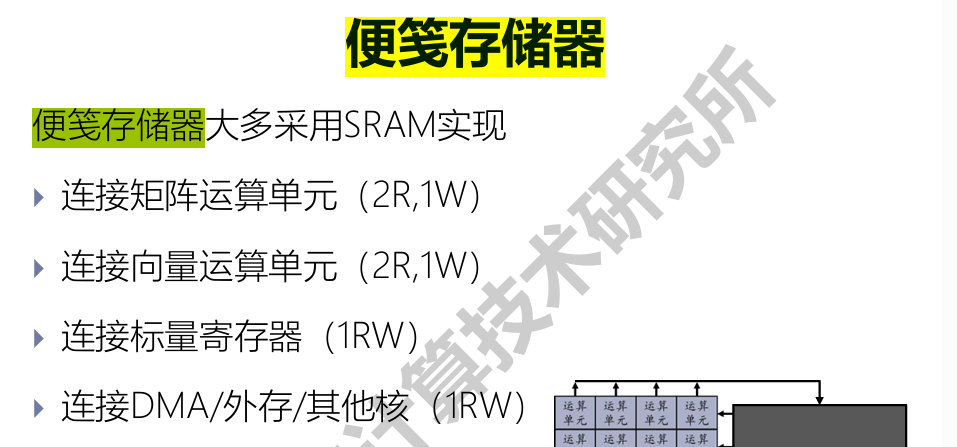 便笺存储器
便笺存储器大多采用SRAM实现
连接矩阵运算单元（2R,1W）
连接向量运算单元（2R,1W）
连接标量寄存器（1RW）
连接DMA/外存/其他核（1RW）
计算技术研究所
运算 运算 运算 运算
单元 单元 单元 单元
运算 运算 运算 运算